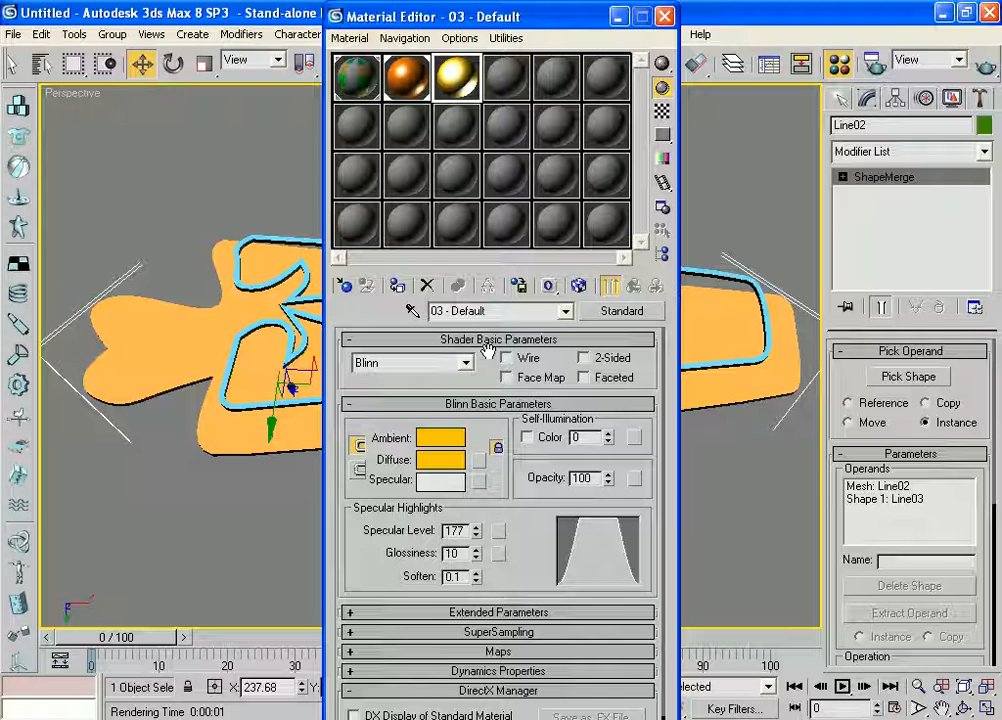 Untitled - Autodesk 3ds Max 8 SP3 - Stand-alone
Material Editor - 03 - Default
File Edit Tools Group Views Create Modifiers Character
Material Navigation Options Utilities
Help
View
View
Perspective
Line02
Modifier List
ShapeMerge
03 - Default
Standard
Shader Basic Parameters
Blinn
Wire
2-Sided
Face Map
Faceted
Blinn Basic Parameters
Ambient:
Diffuse:
Specular:
Self-Illumination
Color 0
Opacity: 100
Specular Highlights
Specular Level: 177
Glossiness: 10
Soften: 0.1
Extended Parameters
SuperSampling
Maps
Dynamics Properties
DirectX Manager
DX Display of Standard Material
Save as .FX File
Pick Operand
Pick Shape
Reference
Copy
Move
Instance
Parameters
Operands
Mesh: Line02
Shape 1: Line03
Name:
Delete Shape
Extract Operand
Instance
Copy
Operation
0 / 100
0 10 20 30
90 100
1 Object Sele
X: 237.68
Y:
Rendering Time 0:00:01
elected
Key Filters...
0